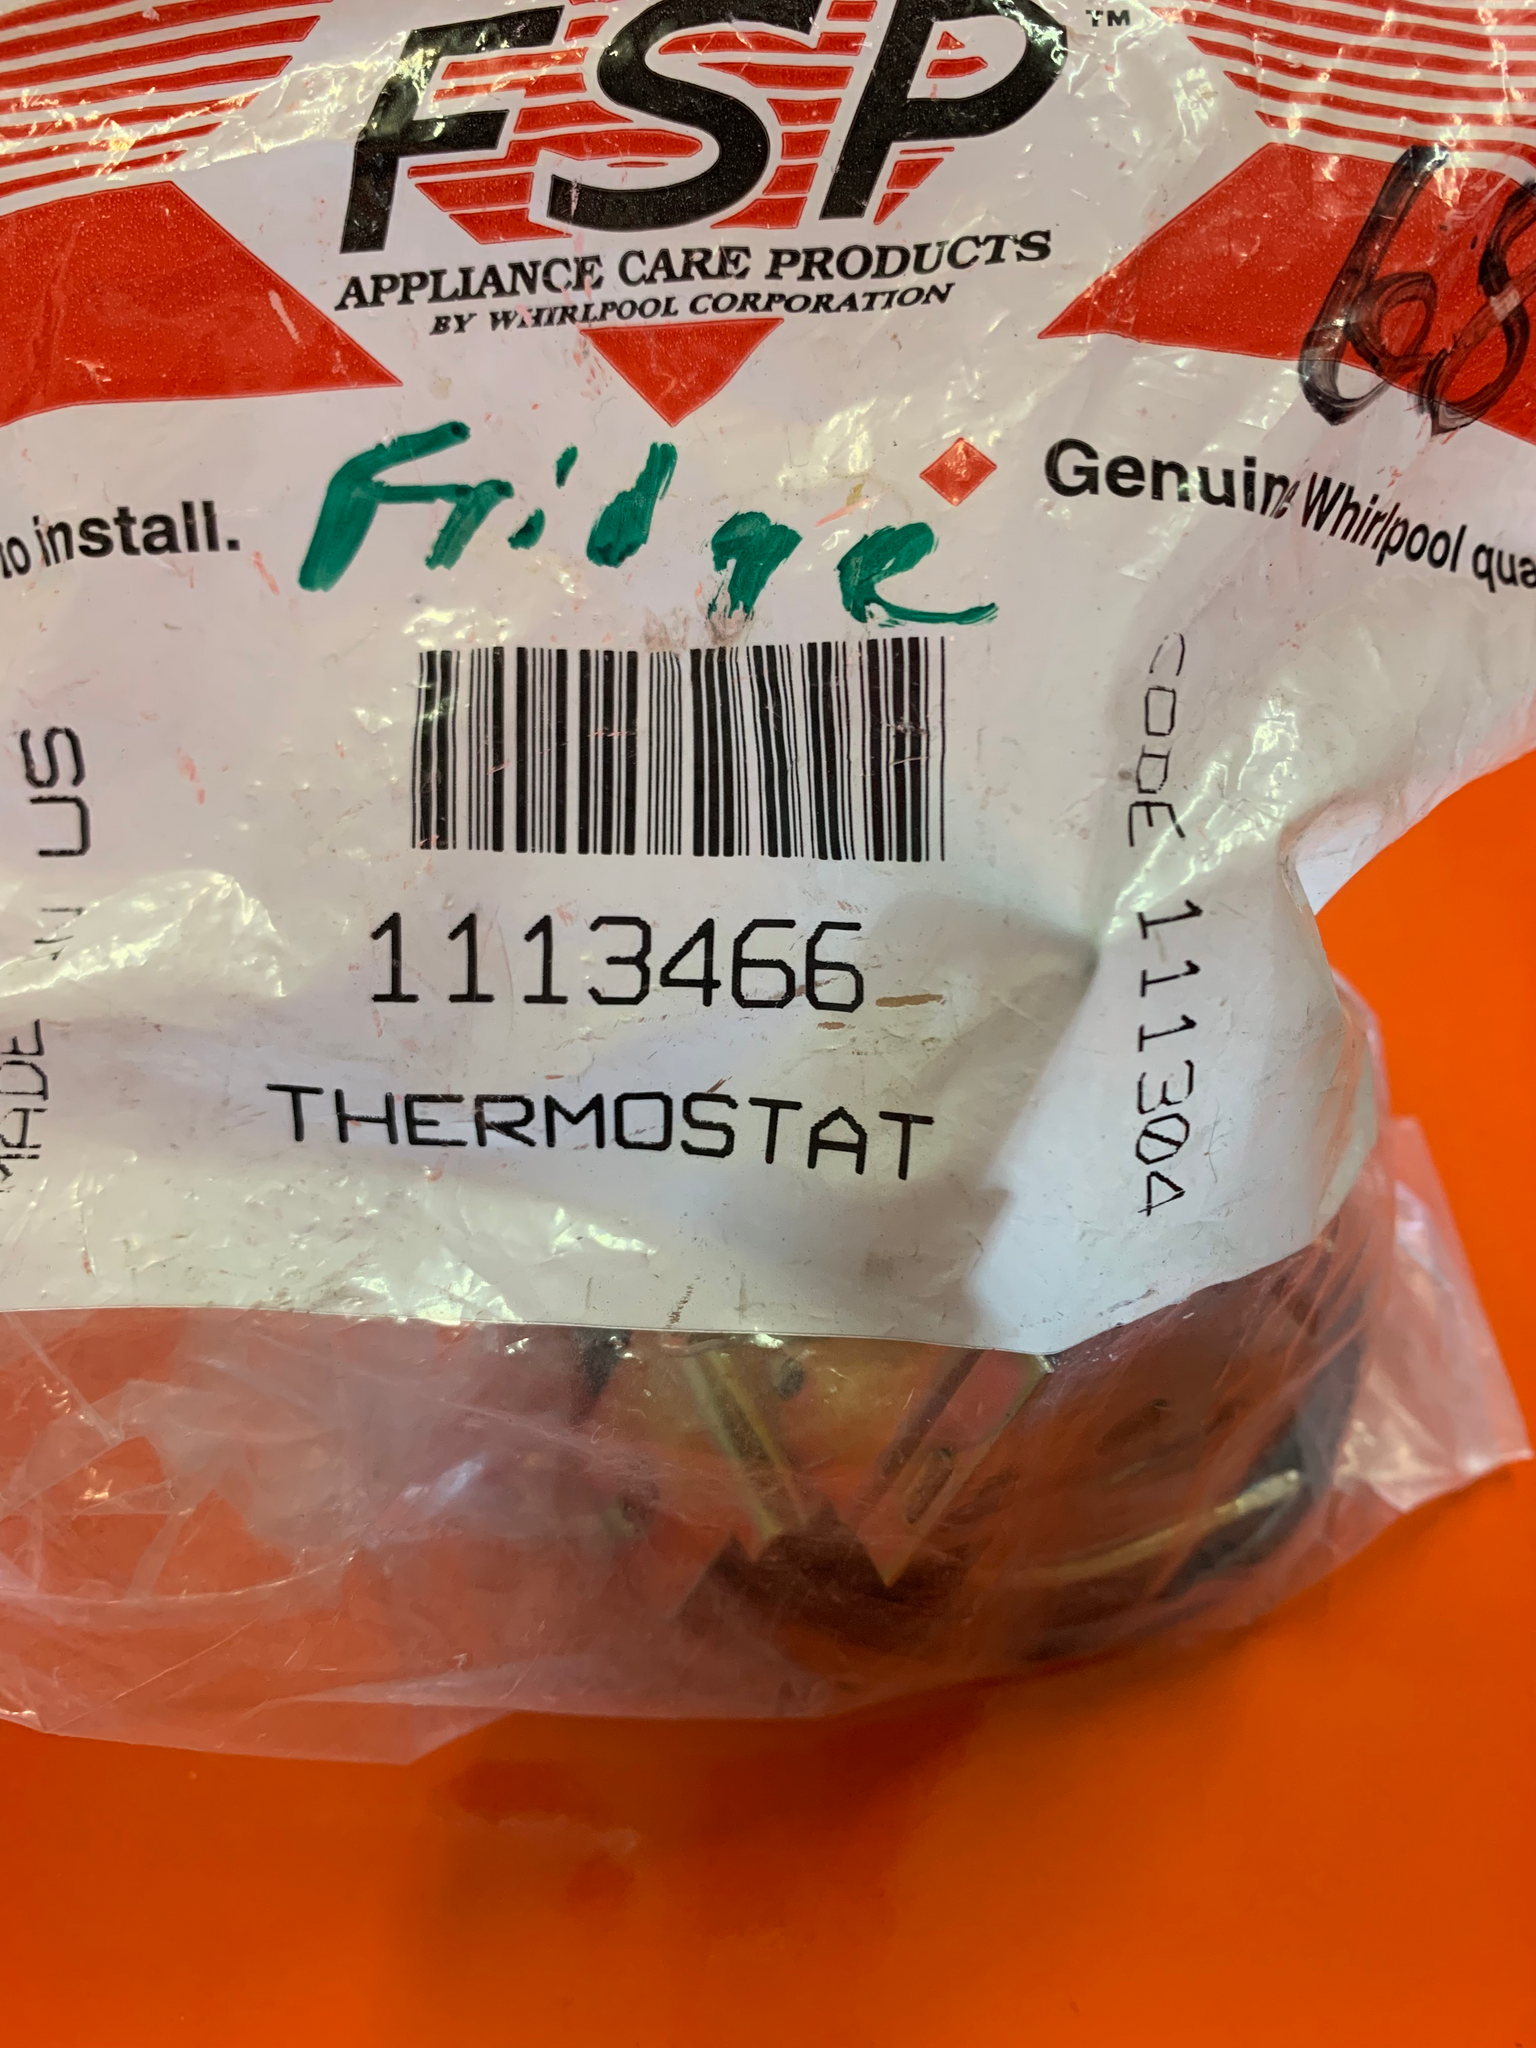 FSP™
APPLIANCE CARE PRODUCTS
BY WHIRLPOOL CORPORATION
68
to install.
Fridge
Genuine Whirlpool
1113466
THERMOSTAT
CODE 111304
MADE IN US